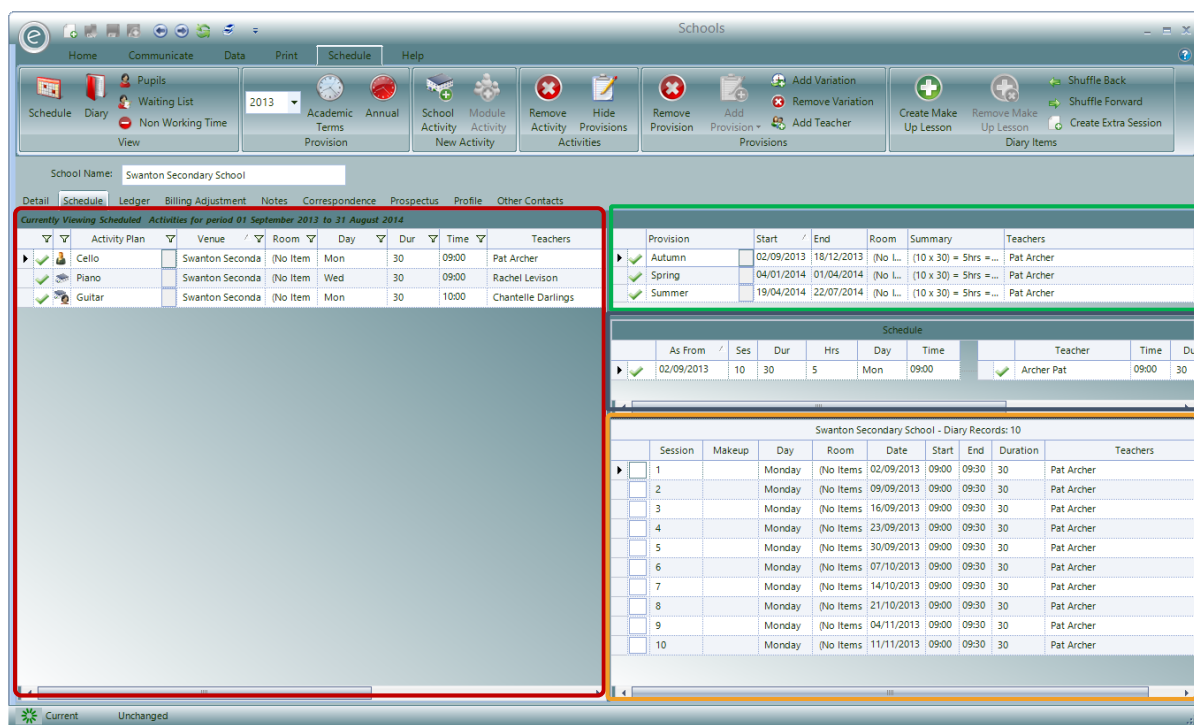 Schools
Home Communicate Data Print Schedule Help
Schedule Diary Pupils Waiting List Non Working Time
View
2013 Academic Terms Annual
Provision
School Activity Module Activity
New Activity
Remove Activity Hide Provisions
Activities
Remove Provision Add Provision Add Variation Remove Variation Add Teacher
Provisions
Create Make Up Lesson Remove Make Up Lesson Shuffle Back Shuffle Forward Create Extra Session
Diary Items
School Name: Swanton Secondary School
Detail Schedule Ledger Billing Adjustment Notes Correspondence Prospectus Profile Other Contacts
Currently Viewing Scheduled Activities for period 01 September 2013 to 31 August 2014
Activity Plan Venue Room Day Dur Time Teachers
Cello Swanton Seconda (No Item Mon 30 09:00 Pat Archer
Piano Swanton Seconda (No Item Wed 30 09:00 Rachel Levison
Guitar Swanton Seconda (No Item Mon 30 10:00 Chantelle Darlings
Provision Start End Room Summary Teachers
Autumn 02/09/2013 18/12/2013 (No I... (10 x 30) = 5hrs =... Pat Archer
Spring 04/01/2014 01/04/2014 (No I... (10 x 30) = 5hrs =... Pat Archer
Summer 19/04/2014 22/07/2014 (No I... (10 x 30) = 5hrs =... Pat Archer
Schedule
As From Ses Dur Hrs Day Time Teacher Time Du
02/09/2013 10 30 5 Mon 09:00 Archer Pat 09:00 30
Swanton Secondary School - Diary Records: 10
Session Makeup Day Room Date Start End Duration Teachers
1 Monday (No Items 02/09/2013 09:00 09:30 30 Pat Archer
2 Monday (No Items 09/09/2013 09:00 09:30 30 Pat Archer
3 Monday (No Items 16/09/2013 09:00 09:30 30 Pat Archer
4 Monday (No Items 23/09/2013 09:00 09:30 30 Pat Archer
5 Monday (No Items 30/09/2013 09:00 09:30 30 Pat Archer
6 Monday (No Items 07/10/2013 09:00 09:30 30 Pat Archer
7 Monday (No Items 14/10/2013 09:00 09:30 30 Pat Archer
8 Monday (No Items 21/10/2013 09:00 09:30 30 Pat Archer
9 Monday (No Items 04/11/2013 09:00 09:30 30 Pat Archer
10 Monday (No Items 11/11/2013 09:00 09:30 30 Pat Archer
Current Unchanged